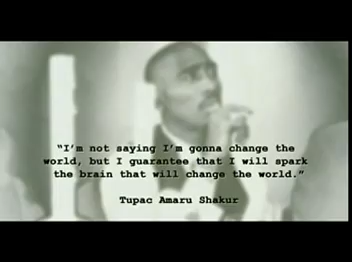 “I’m not saying I’m gonna change the
world, but I guarantee that I will spark
the brain that will change the world.”
Tupac Amaru Shakur